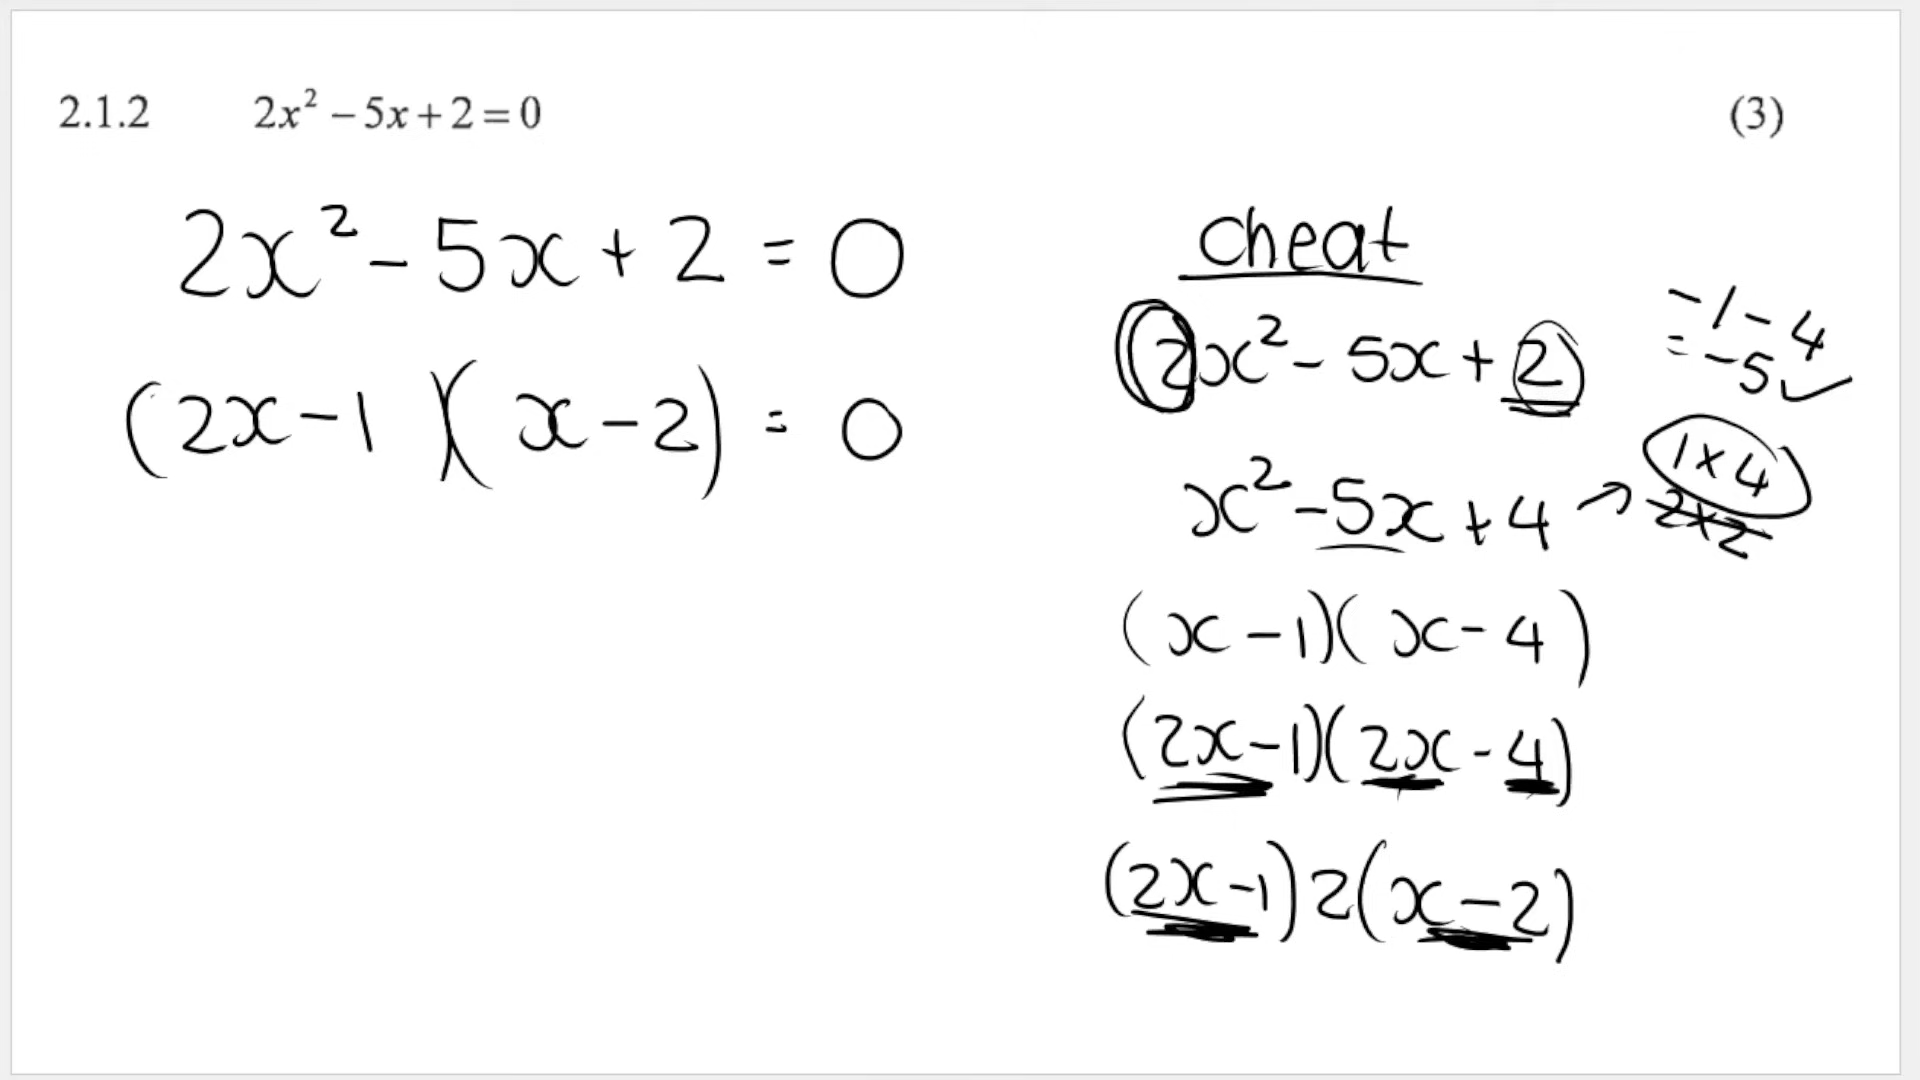 2.1.2 2x² – 5x + 2 = 0 (3)
2x² - 5x + 2 = 0
(2x - 1)(x - 2) = 0
cheat
2x² - 5x + 2
-1 - 4
= -5 ✓
x² - 5x + 4 → 1 x 4
2 x 2
(x - 1)(x - 4)
(2x - 1)(2x - 4)
(2x - 1) 2(x - 2)